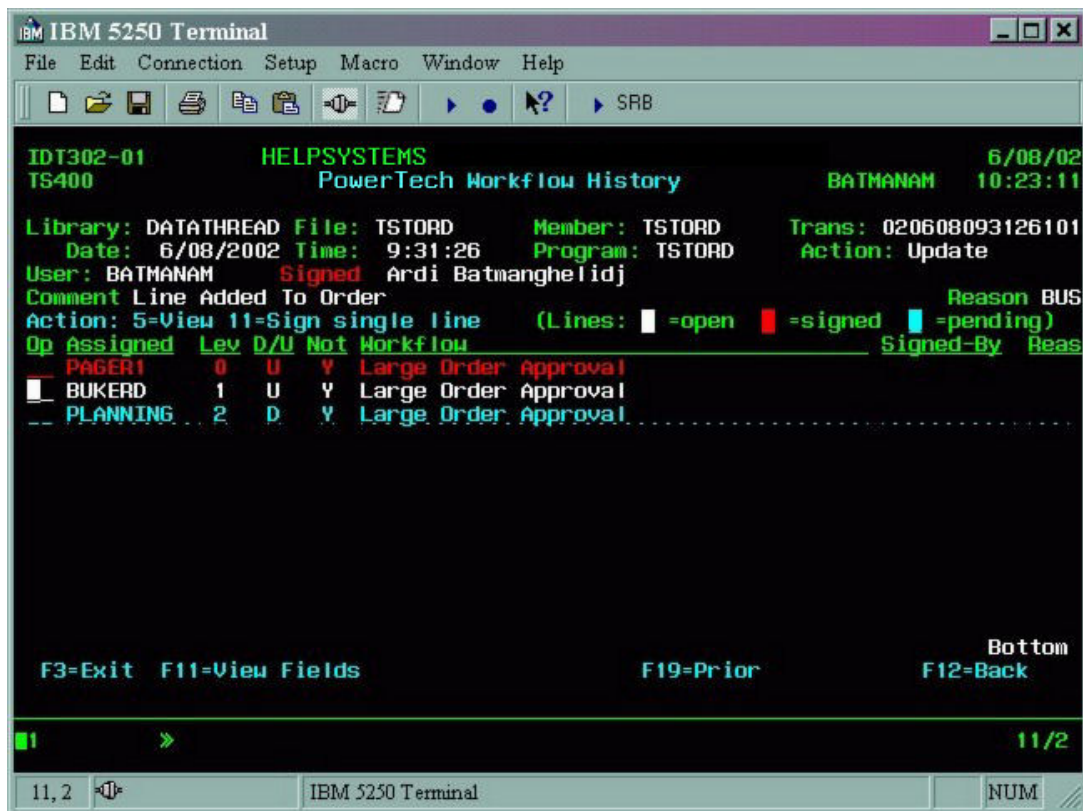 IBM 5250 Terminal
File Edit Connection Setup Macro Window Help
SRB
IDT302-01 HELPSYSTEMS 6/08/02
TS400 PowerTech Workflow History BATMANAM 10:23:11
Library: DATATHREAD File: TSTORD Member: TSTORD Trans: 020608093126101
Date: 6/08/2002 Time: 9:31:26 Program: TSTORD Action: Update
User: BATMANAM Signed Ardi Batmanghelidj
Comment Line Added To Order Reason BUS
Action: 5=View 11=Sign single line (Lines: =open =signed =pending)
Op Assigned Lev D/U Not Workflow Signed-By Reas
__ PAGER1 0 U Y Large Order Approval
_ BUKERD 1 U Y Large Order Approval
__ PLANNING 2 D Y Large Order Approval
Bottom
F3=Exit F11=View Fields F19=Prior F12=Back
1 » 11/2
11, 2 IBM 5250 Terminal NUM